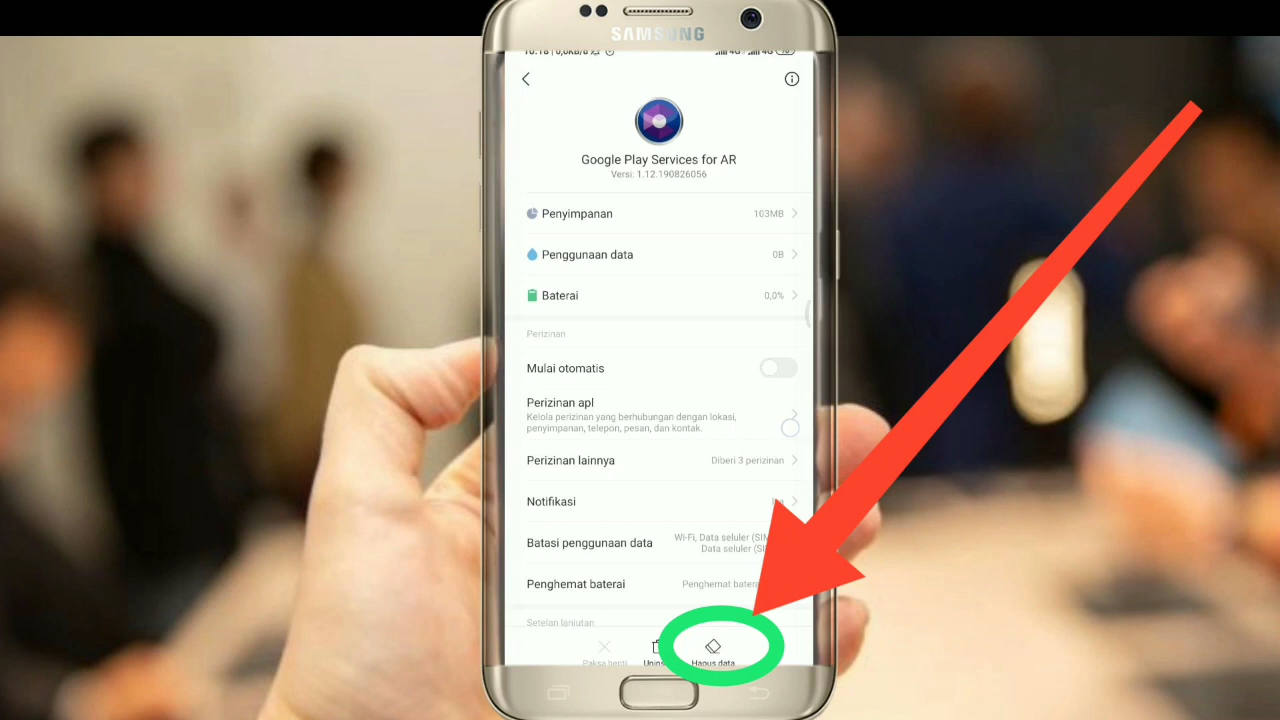 SAMSUNG
Google Play Services for AR
Versi: 1.12.190826056
Penyimpanan 103MB
Penggunaan data 0B
Baterai 0,0%
Perizinan
Mulai otomatis
Perizinan apl
Kelola perizinan yang berhubungan dengan lokasi,
penyimpanan, telepon, pesan, dan kontak.
Perizinan lainnya Diberi 3 perizinan
Notifikasi
Batasi penggunaan data Wi-Fi, Data seluler (SIM
Data seluler (SI
Penghemat baterai Penghemat batera
Setelan lanjutan
Paksa henti Unins Hapus data